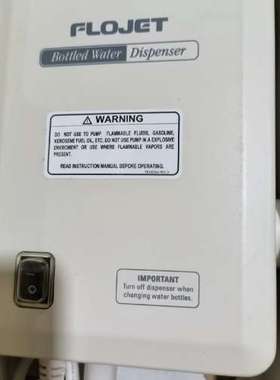 FLOJET
Bottled Water Dispenser
WARNING
DO NOT USE TO PUMP FLAMMABLE FLUIDS, GASOLINE,
KEROSENE FUEL OIL, ETC. DO NOT USE PUMP IN A EXPLOSIVE
ENVIROMENT OR USE WHERE FLAMMABLE VAPORS ARE
PRESENT.
READ INSTRUCTION MANUAL BEFORE OPERATING.
IMPORTANT
Turn off dispenser when
changing water bottles.